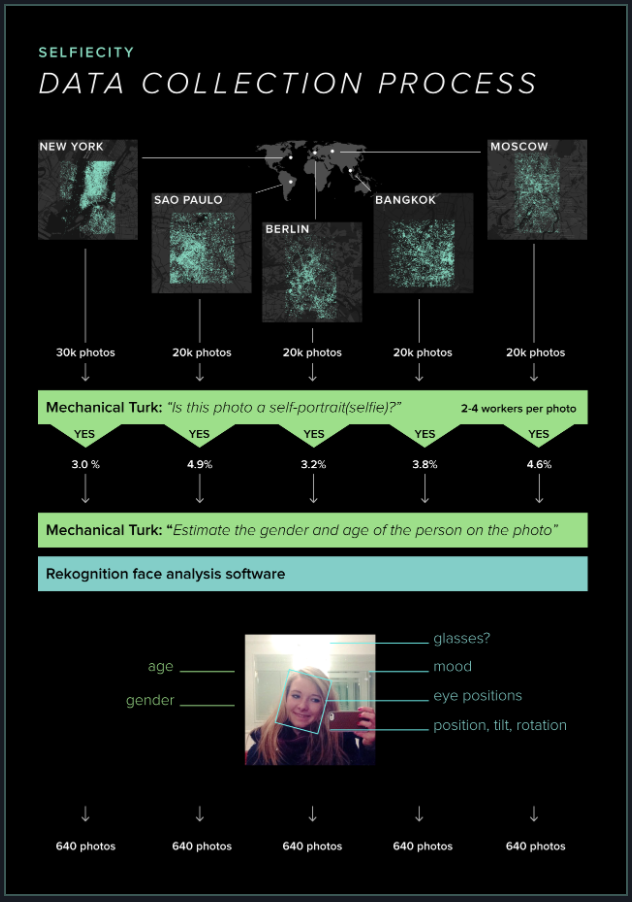 SELFIECITY
DATA COLLECTION PROCESS
NEW YORK
MOSCOW
SAO PAULO
BANGKOK
BERLIN
30k photos
20k photos
20k photos
20k photos
20k photos
Mechanical Turk: “Is this photo a self-portrait(selfie)?” 2-4 workers per photo
YES
YES
YES
YES
YES
3.0 %
4.9%
3.2%
3.8%
4.6%
Mechanical Turk: “Estimate the gender and age of the person on the photo”
Rekognition face analysis software
glasses?
age
mood
gender
eye positions
position, tilt, rotation
640 photos
640 photos
640 photos
640 photos
640 photos